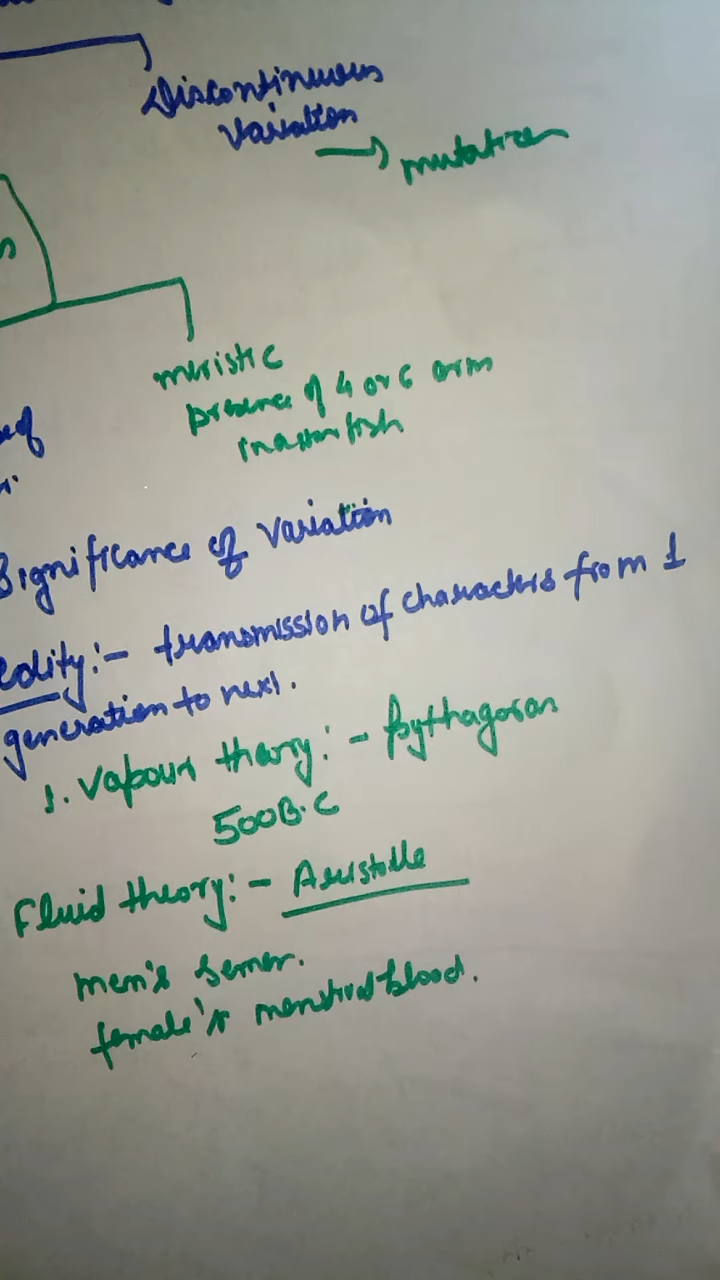 Discontinuous
Variation
→ mutation
meristic
presence of 4 or 6 arm
in starfish
Significance of Variation
edity:- transmission of characters from 1
generation to next.
1. Vapour theory:- Pythagoras
500B.C
Fluid theory:- Aristotle
men's semen.
female's menstrual blood.